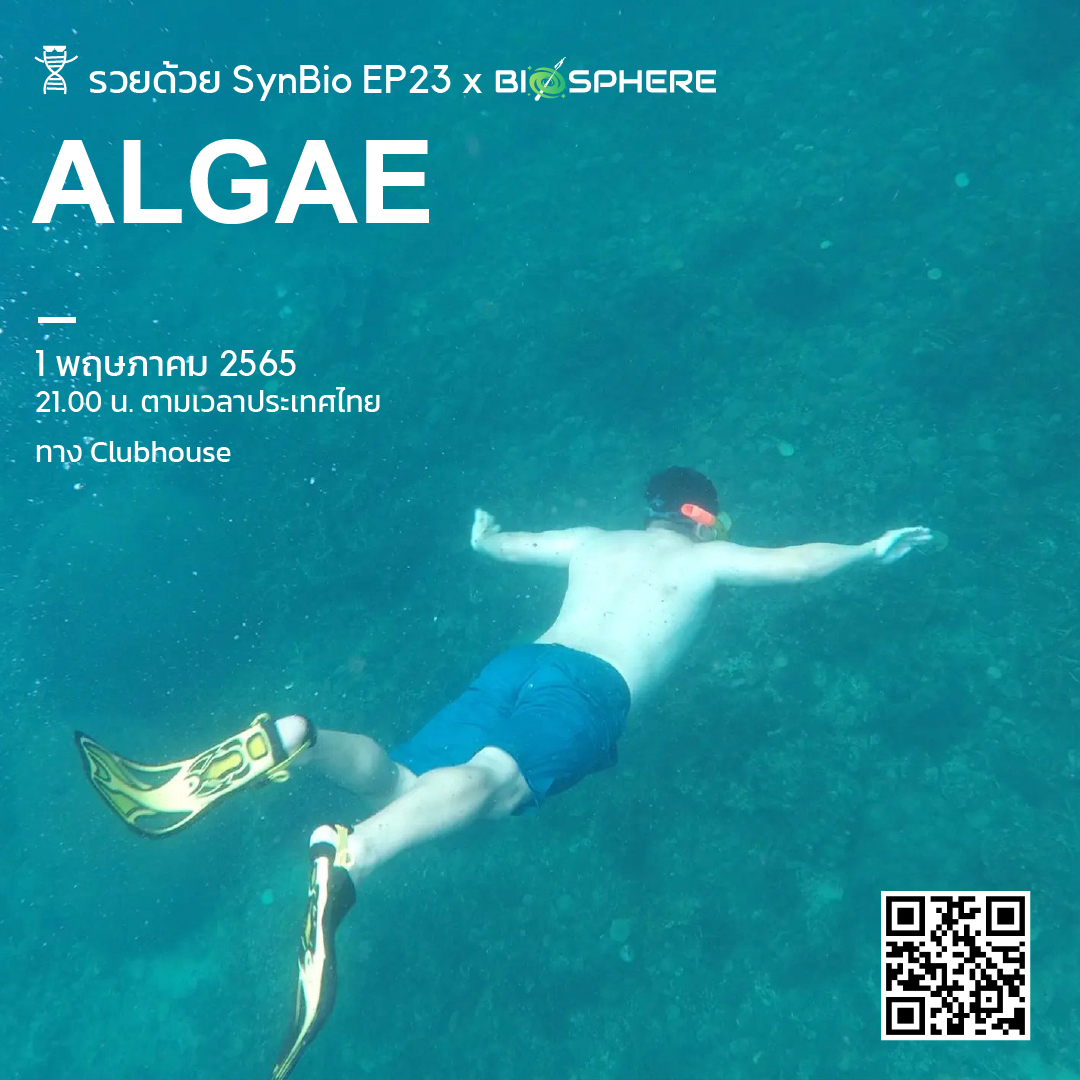 รวยด้วย SynBio EP23 x BIOSPHERE
ALGAE
1 พฤษภาคม 2565
21.00 น. ตามเวลาประเทศไทย
ทาง Clubhouse